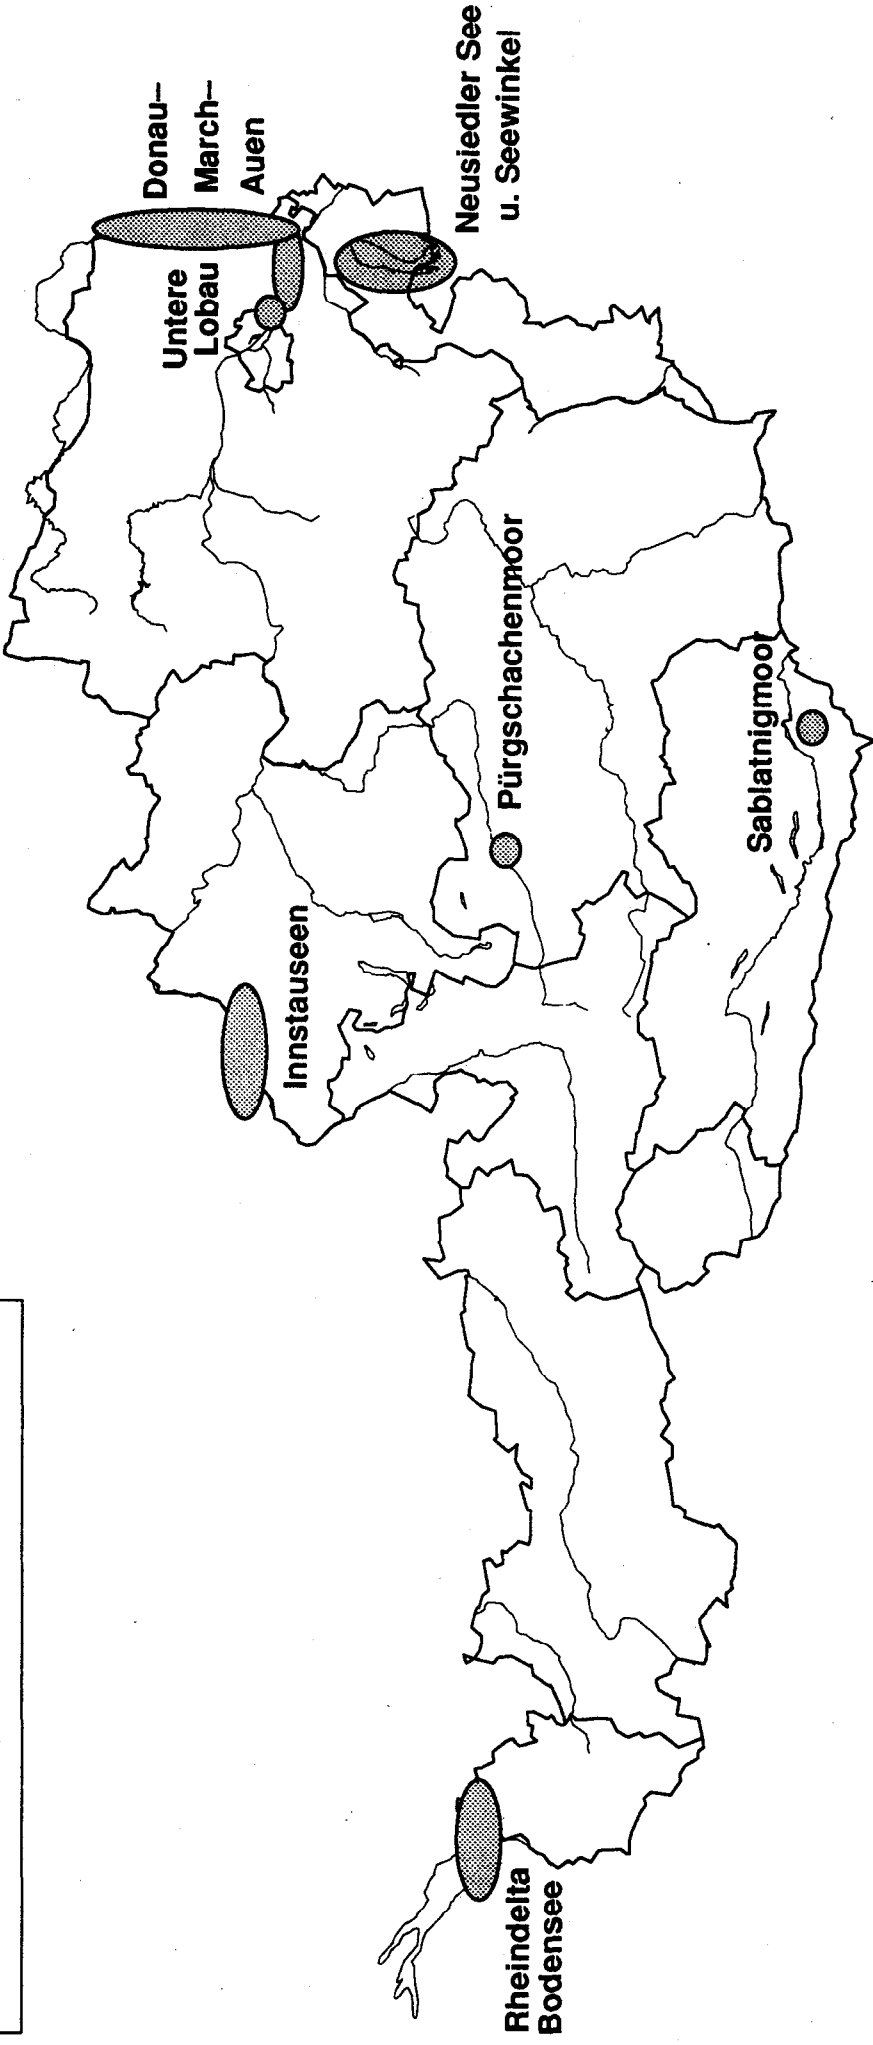 Donau-
March-
Auen
Untere
Lobau
Neusiedler See
u. Seewinkel
Innstauseen
Pürgschachenmoor
Sablatnigmoor
Rheindelta
Bodensee